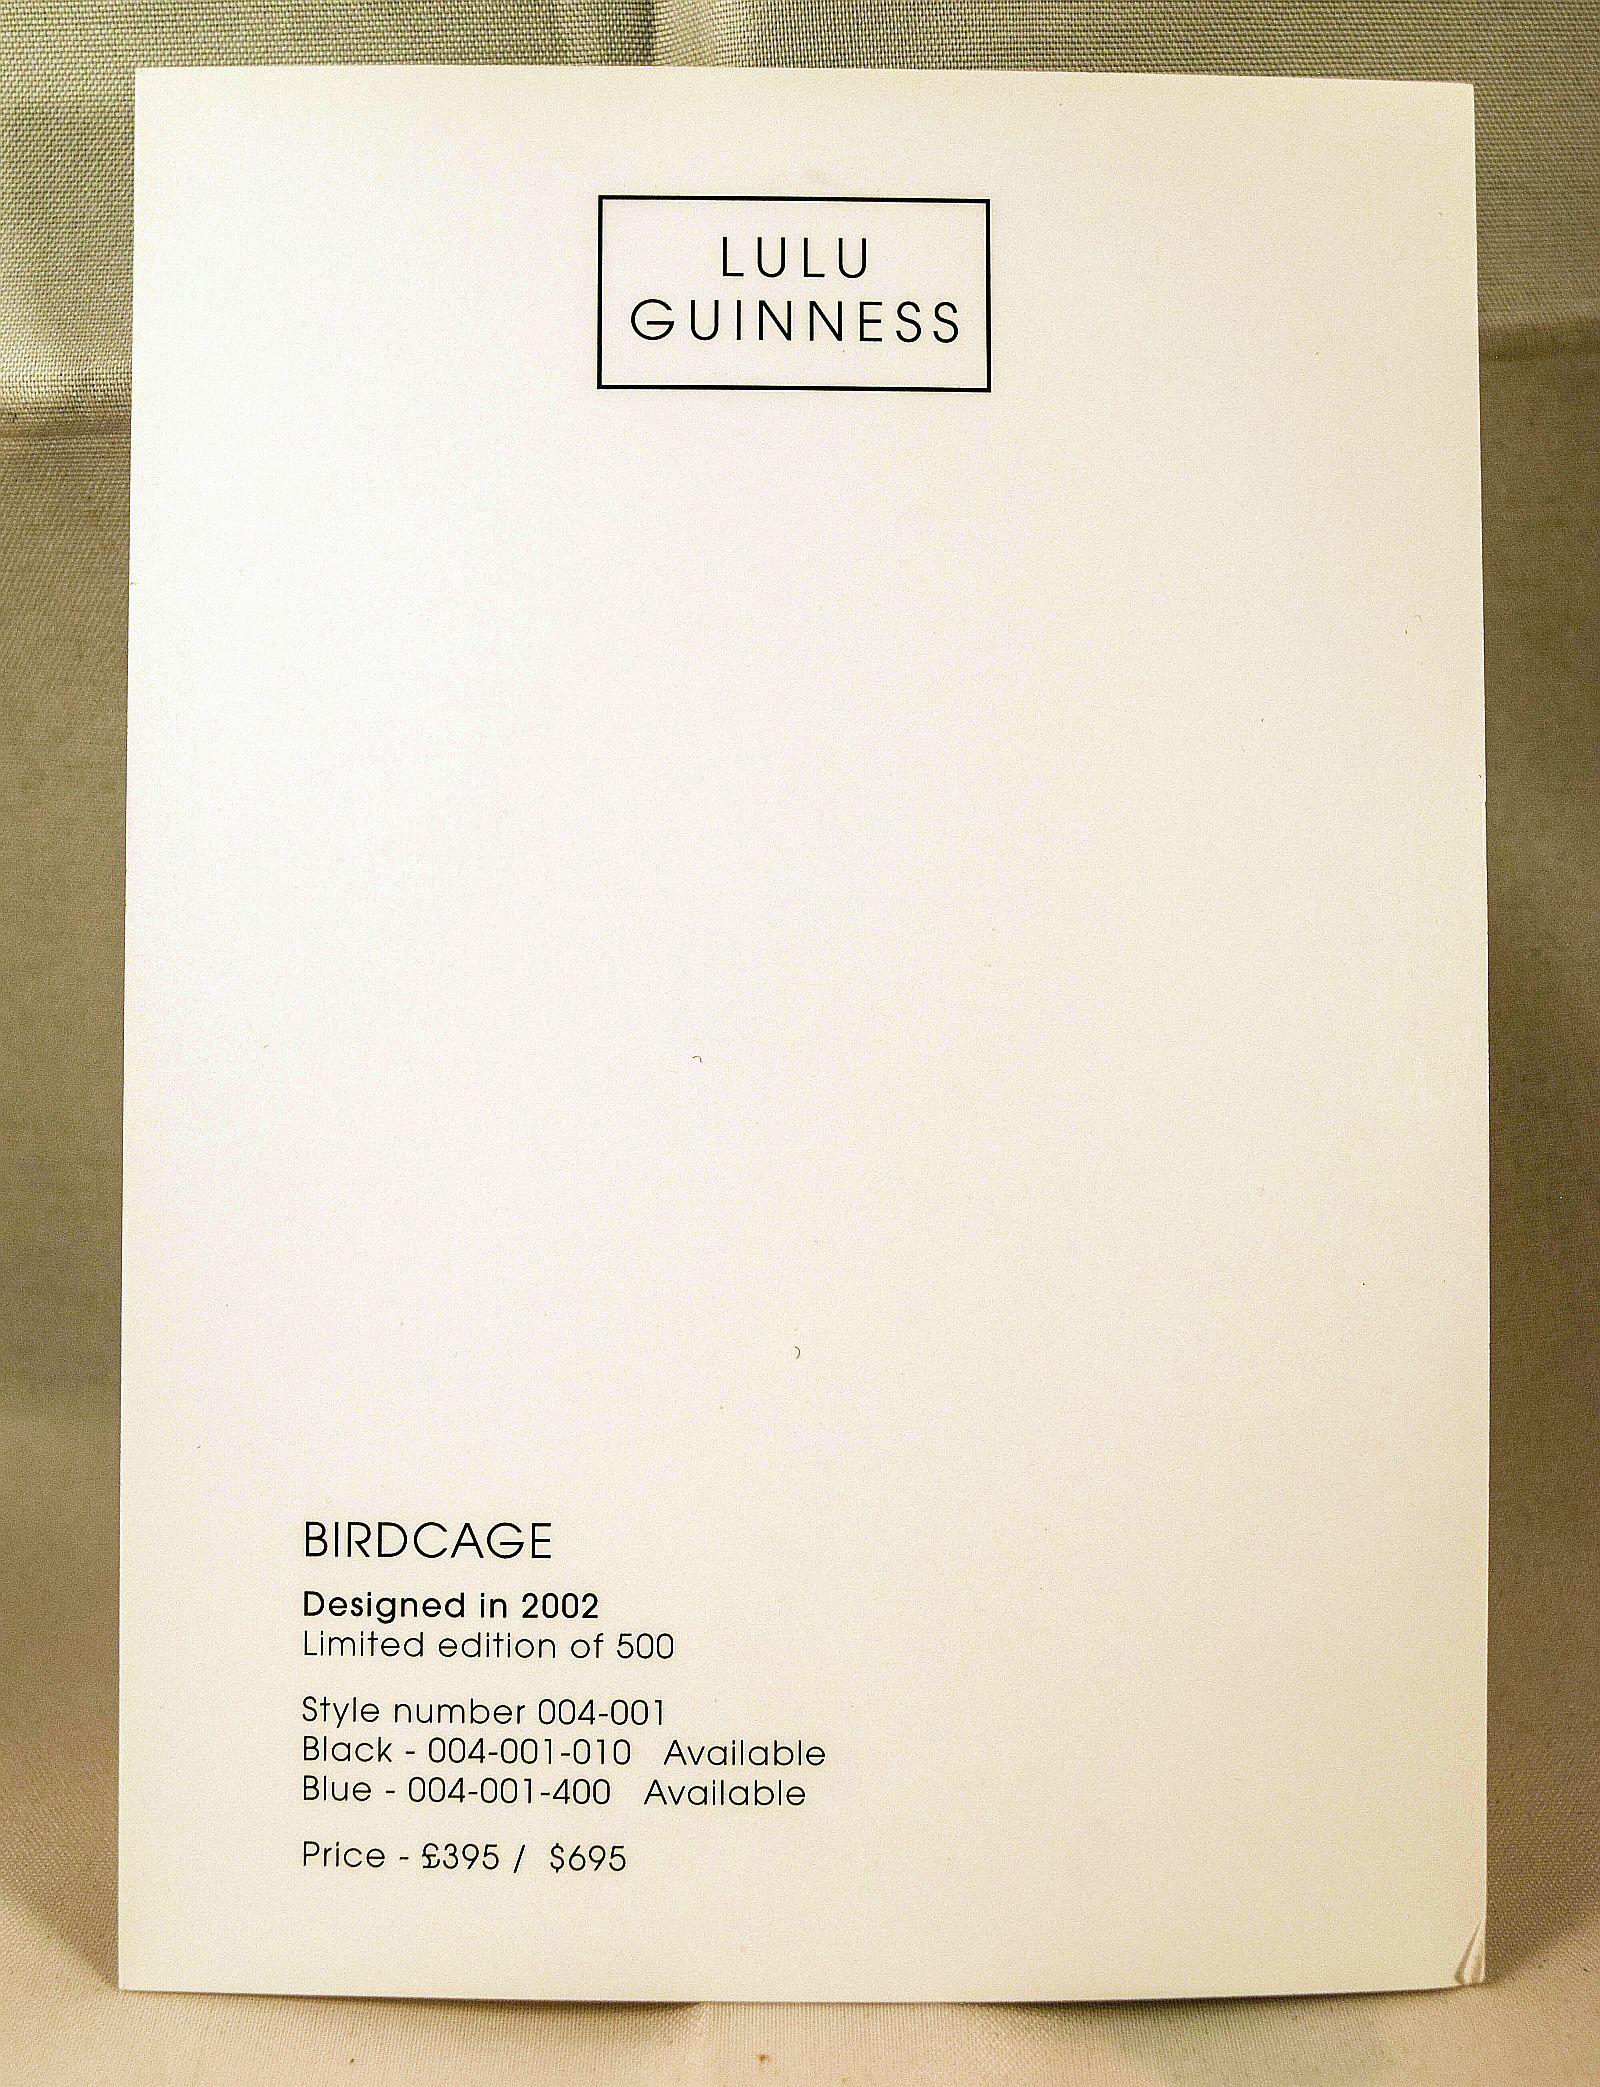 LULU
GUINNESS
BIRDCAGE
Designed in 2002
Limited edition of 500
Style number 004-001
Black - 004-001-010 Available
Blue - 004-001-400 Available
Price - £395 / $695